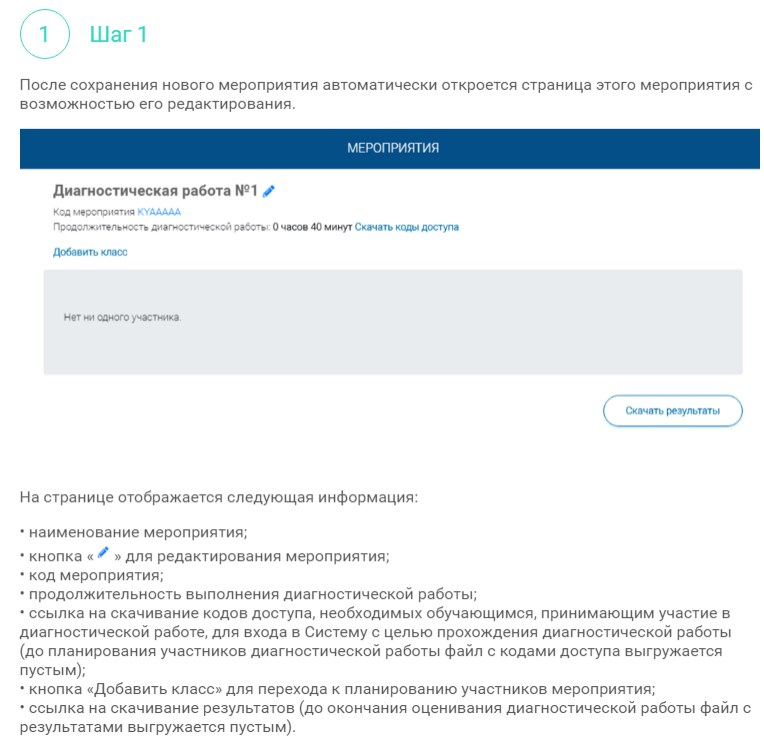 1 Шаг 1
После сохранения нового мероприятия автоматически откроется страница этого мероприятия с
возможностью его редактирования.
МЕРОПРИЯТИЯ
Диагностическая работа №1
Код мероприятия KYAAAAA
Продолжительность диагностической работы: 0 часов 40 минут Скачать коды доступа
Добавить класс
Нет ни одного участника.
Скачать результаты
На странице отображается следующая информация:
• наименование мероприятия;
• кнопка « » для редактирования мероприятия;
• код мероприятия;
• продолжительность выполнения диагностической работы;
• ссылка на скачивание кодов доступа, необходимых обучающимся, принимающим участие в
диагностической работе, для входа в Систему с целью прохождения диагностической работы
(до планирования участников диагностической работы файл с кодами доступа выгружается
пустым);
• кнопка «Добавить класс» для перехода к планированию участников мероприятия;
• ссылка на скачивание результатов (до окончания оценивания диагностической работы файл с
результатами выгружается пустым).